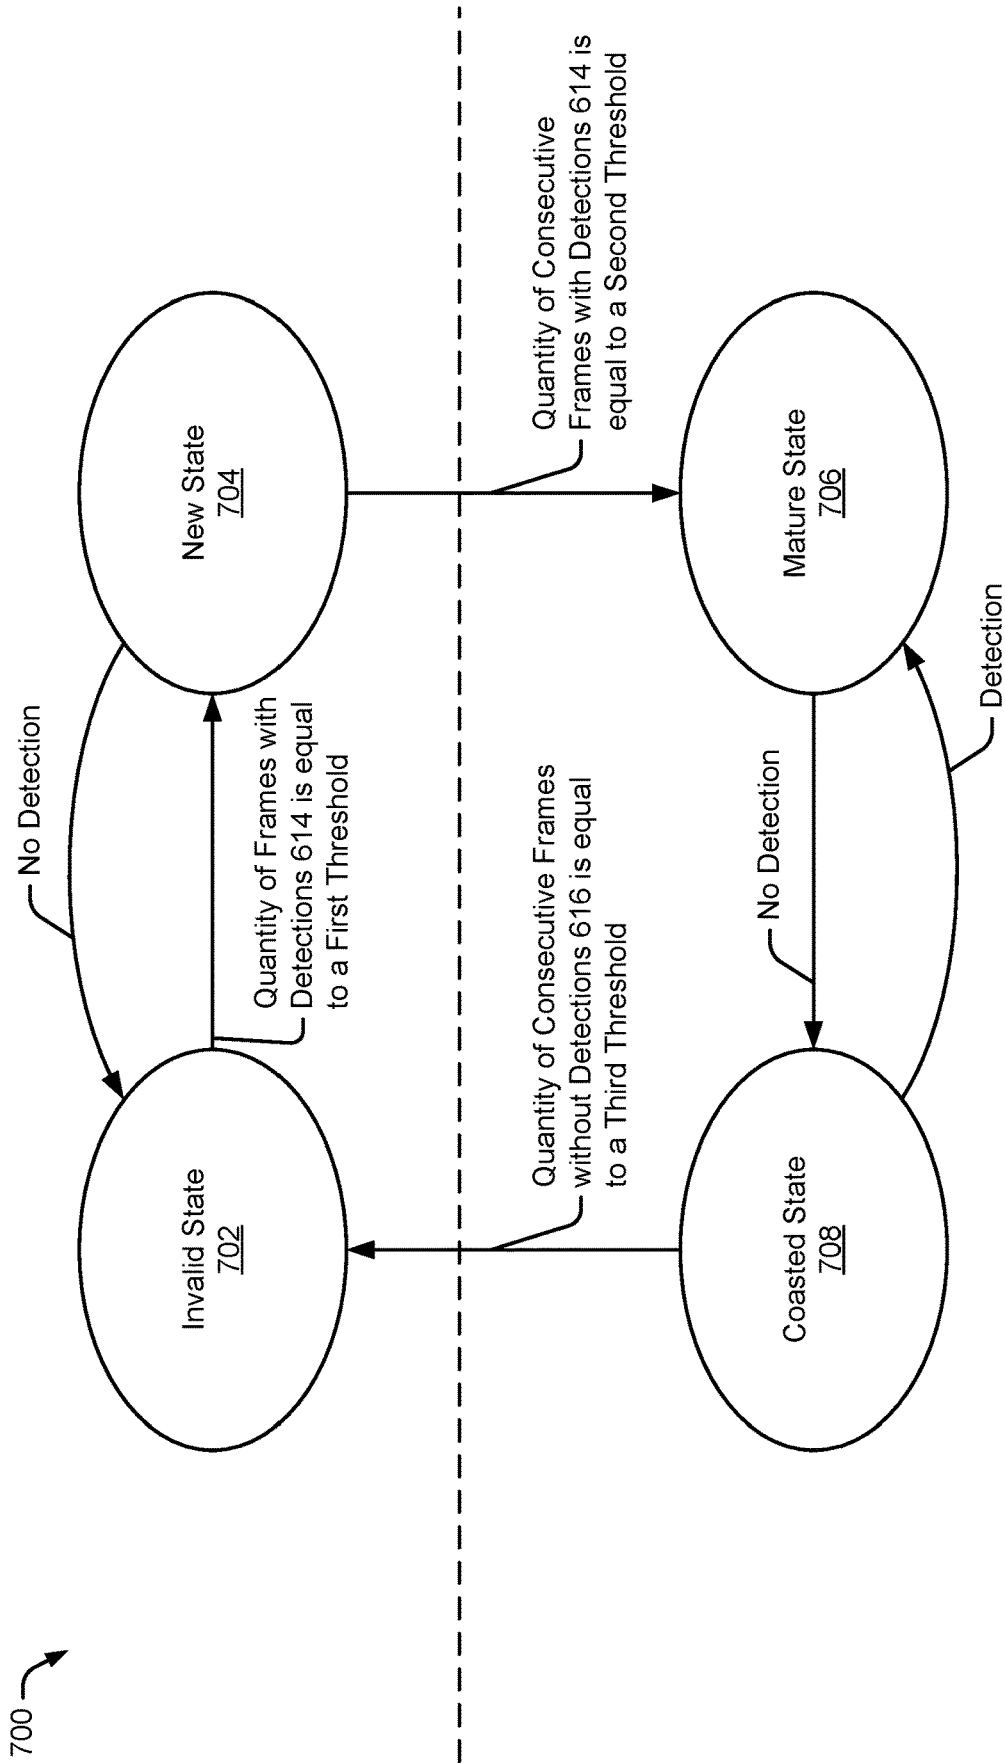 700
No Detection
Invalid State
702
New State
704
Quantity of Frames with
Detections 614 is equal
to a First Threshold
Quantity of Consecutive Frames
without Detections 616 is equal
to a Third Threshold
Quantity of Consecutive
Frames with Detections 614 is
equal to a Second Threshold
No Detection
Coasted State
708
Mature State
706
Detection